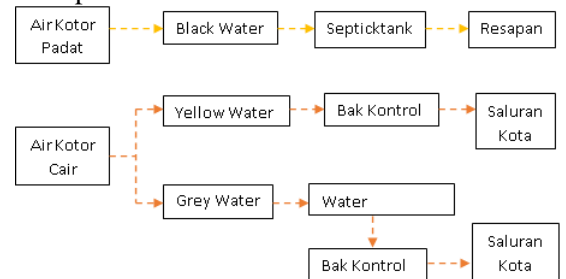 Air Kotor
Padat
Black Water
Septicktank
Resapan
Air Kotor
Cair
Yellow Water
Bak Kontrol
Saluran
Kota
Grey Water
Water
Bak Kontrol
Saluran
Kota